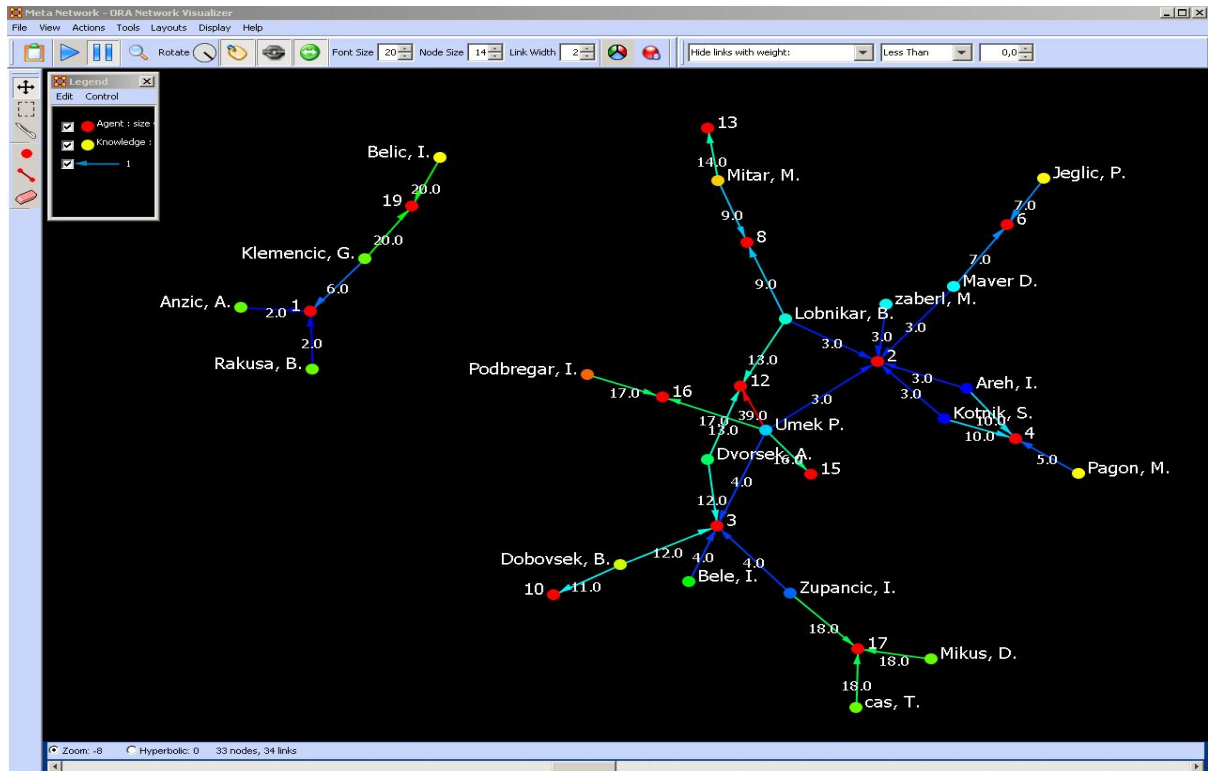 Meta Network - ORA Network Visualizer
File View Actions Tools Layouts Display Help
Rotate Font Size 20 Node Size 14 Link Width 2 Hide links with weight: Less Than 0,0
Legend
Edit Control
Agent : size -
Knowledge :
1
13
Belic, I.
14.0
Mitar, M.
Jeglic, P.
20.0
19
7.0
9.0
6
20.0
8
Klemencic, G.
7.0
6.0
9.0
Maver D.
Anzic, A.
1
2.0
zaberl, M.
Lobnikar, B.
3.0
3.0
2.0
3.0
2
Rakusa, B.
13.0
Podbregar, I.
12
3.0
Areh, I.
17.0
16
3.0
Kotnik, S.
39.0
3.0
10.0
17.0
13.0
Umek P.
10.0
4
Dvorsek, A.
16.0
15
5.0
Pagon, M.
4.0
12.0
3
Dobovsek, B.
12.0
4.0
4.0
Bele, I.
10
11.0
Zupancic, I.
18.0
17
18.0
Mikus, D.
18.0
cas, T.
Zoom: -8 Hyperbolic: 0 33 nodes, 34 links